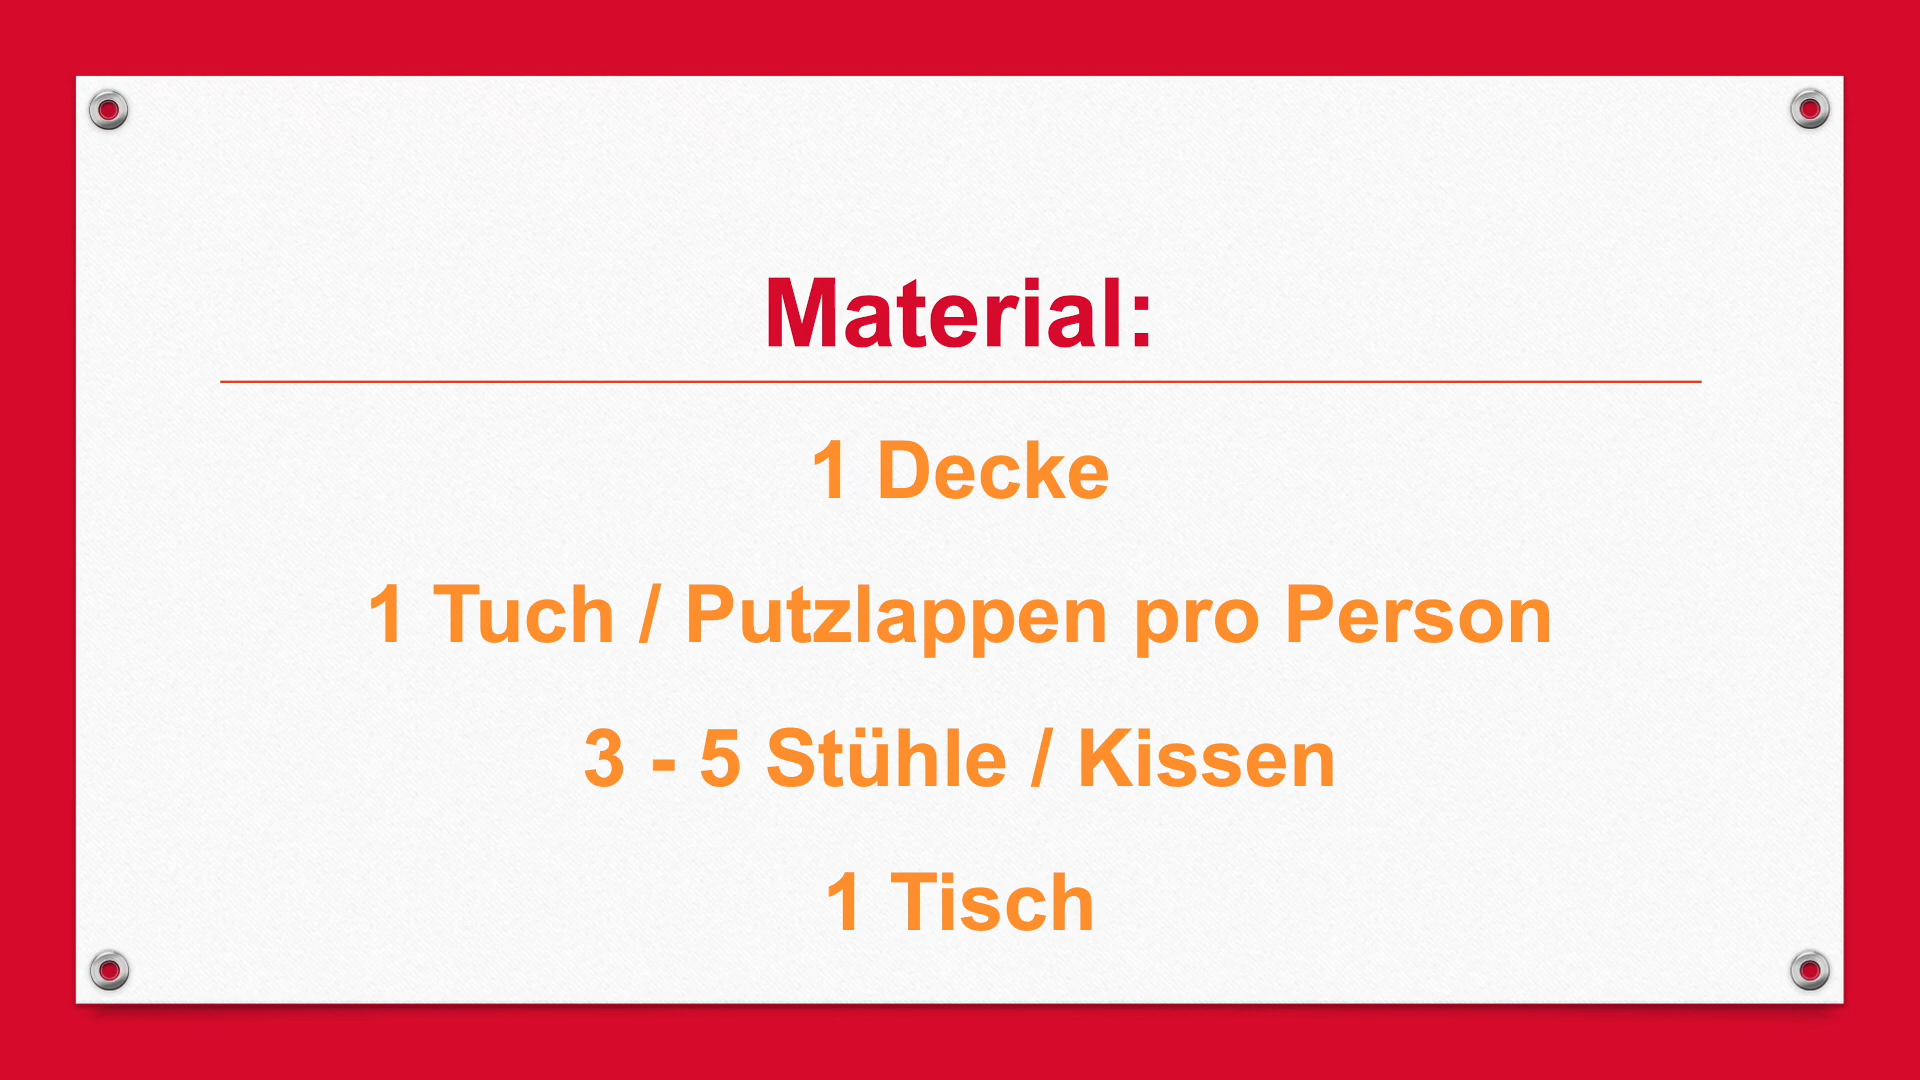 Material:
1 Decke
1 Tuch / Putzlappen pro Person
3 - 5 Stühle / Kissen
1 Tisch